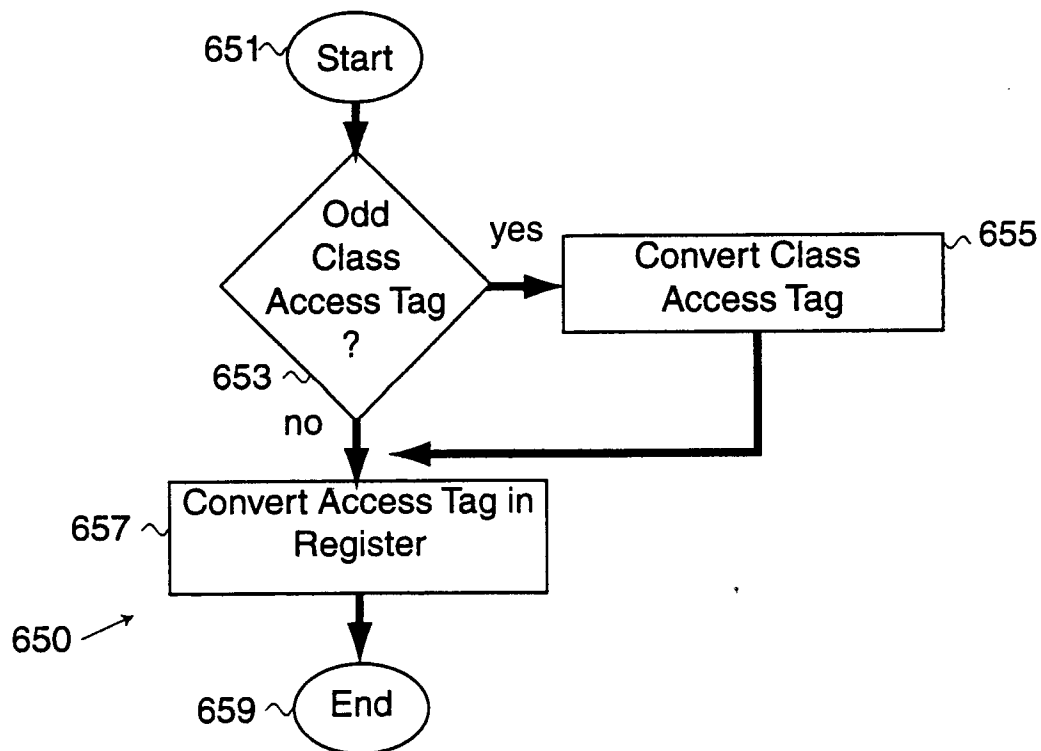 651
Start
Odd
Class
Access Tag
?
653
yes
Convert Class
Access Tag
655
no
Convert Access Tag in
Register
657
650
End
659